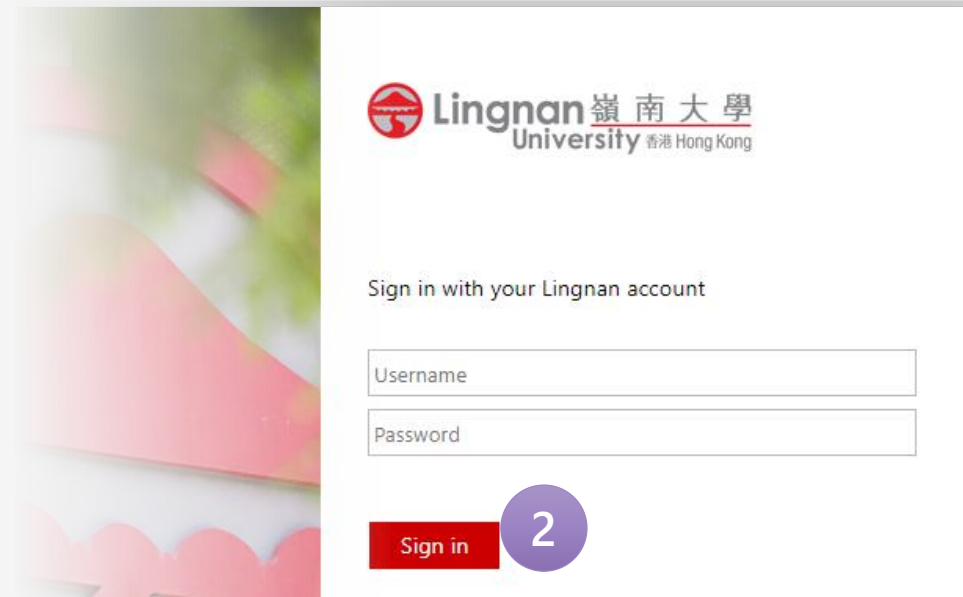 Lingnan 嶺南大學
University 香港 Hong Kong
Sign in with your Lingnan account
Username
Password
Sign in
2